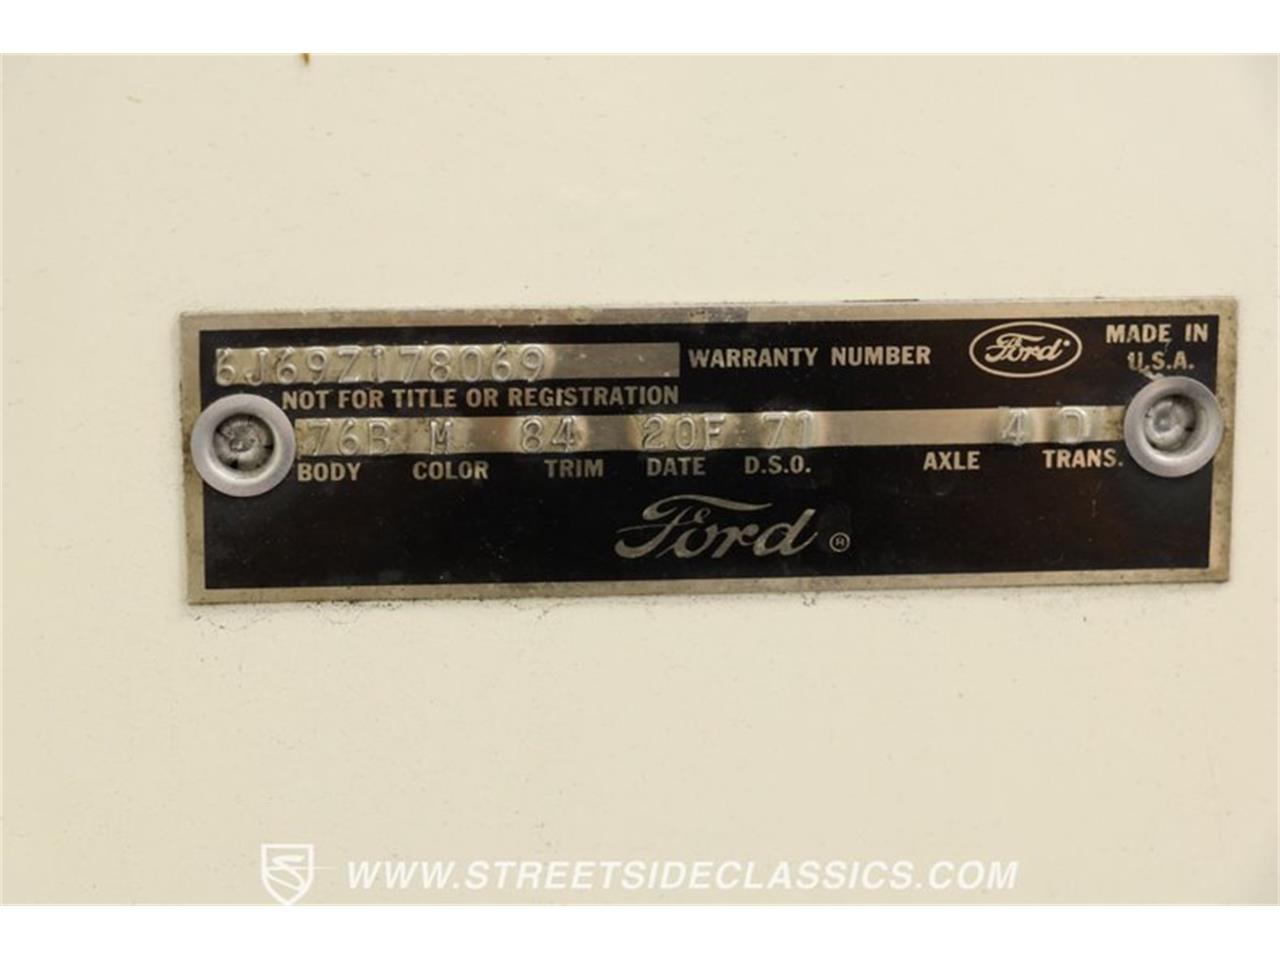 6J69Z178069 WARRANTY NUMBER Ford MADE IN
U.S.A.
NOT FOR TITLE OR REGISTRATION
76B M 84 20F 71 4 D
BODY COLOR TRIM DATE D.S.O. AXLE TRANS.
Ford ®
WWW.STREETSIDECLASSICS.COM